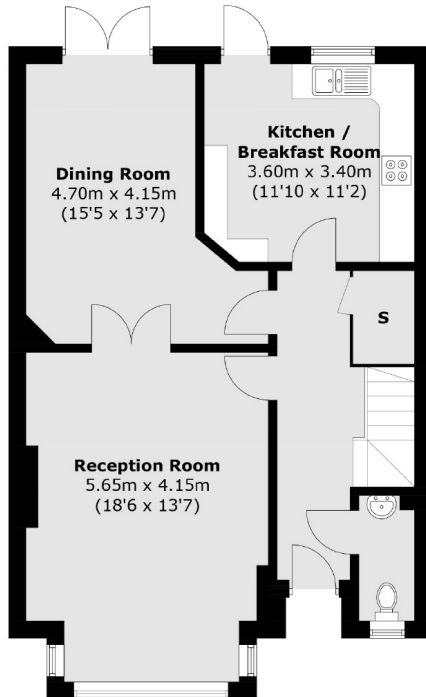 Kitchen /
Breakfast Room
3.60m x 3.40m
(11'10 x 11'2)
Dining Room
4.70m x 4.15m
(15'5 x 13'7)
S
Reception Room
5.65m x 4.15m
(18'6 x 13'7)